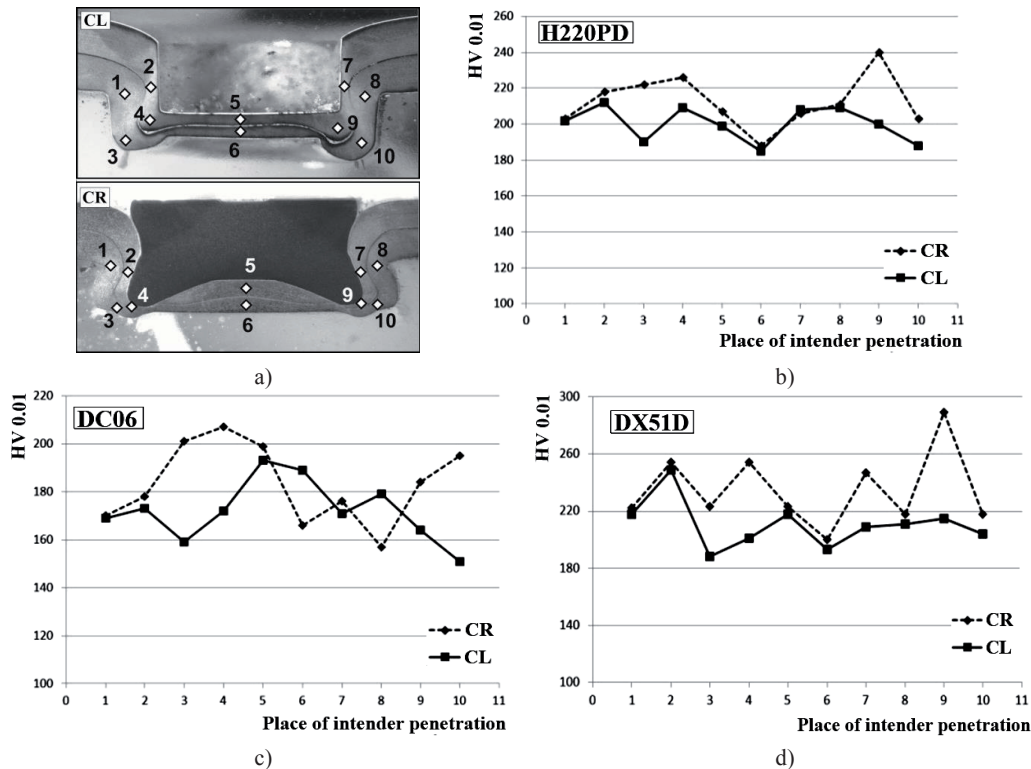 CL
1 2 7 8
4 5 9
3 6 10
CR
1 2 5 7 8
4 9
3 6 10
a)
H220PD
HV 0.01
260
240
220
200
180
160
140
120
100
0 1 2 3 4 5 6 7 8 9 10 11
CR
CL
Place of intender penetration
b)
DC06
HV 0.01
220
200
180
160
140
120
100
0 1 2 3 4 5 6 7 8 9 10 11
CR
CL
Place of intender penetration
c)
DX51D
HV 0.01
300
260
220
180
140
100
0 1 2 3 4 5 6 7 8 9 10 11
CR
CL
Place of intender penetration
d)